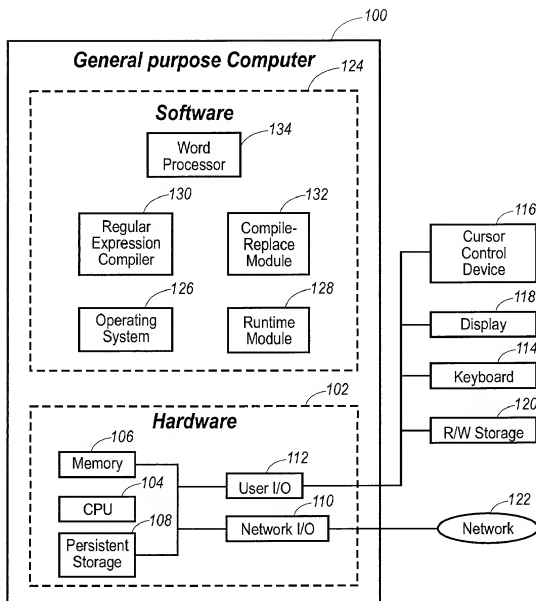 100
General purpose Computer
124
Software
134
Word
Processor
130
Regular
Expression
Compiler
132
Compile-
Replace
Module
126
Operating
System
128
Runtime
Module
116
Cursor
Control
Device
118
Display
114
Keyboard
120
R/W Storage
102
Hardware
106
Memory
104
CPU
108
Persistent
Storage
112
User I/O
110
Network I/O
122
Network